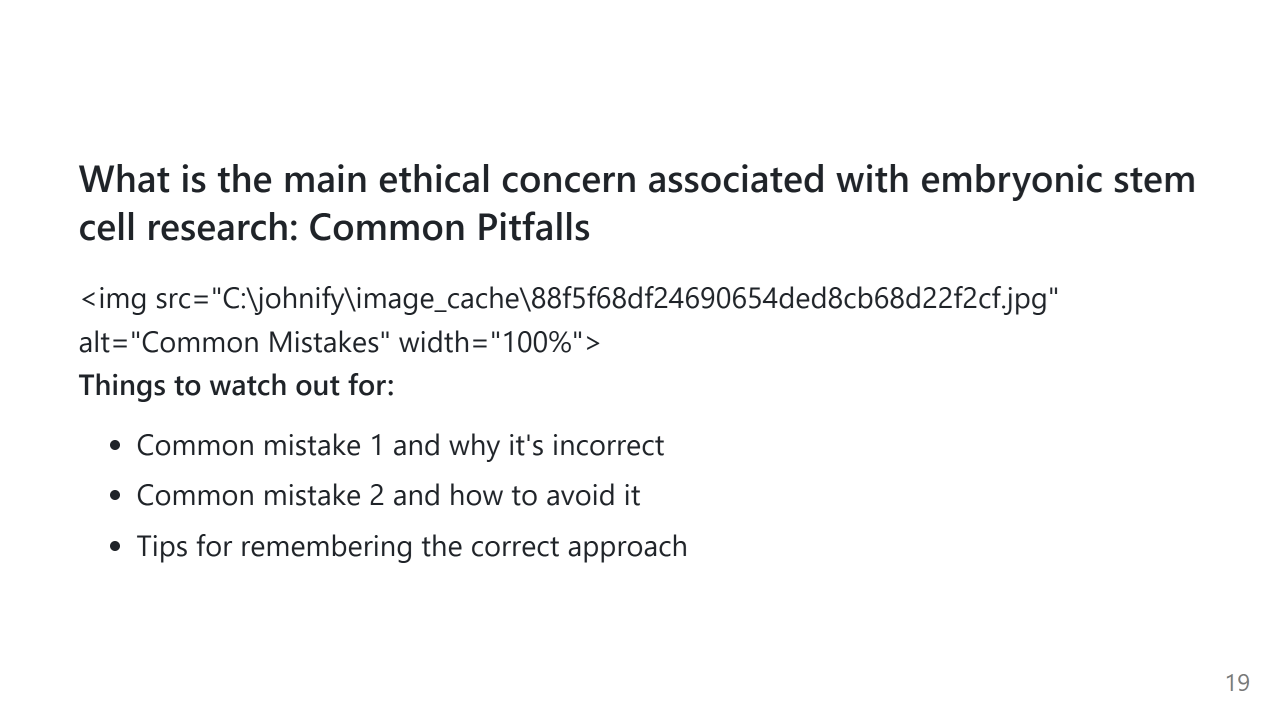 What is the main ethical concern associated with embryonic stem
cell research: Common Pitfalls
<img src="C:\johnify\image_cache\88f5f68df24690654ded8cb68d22f2cf.jpg"
alt="Common Mistakes" width="100%">
Things to watch out for:
• Common mistake 1 and why it's incorrect
• Common mistake 2 and how to avoid it
• Tips for remembering the correct approach
19